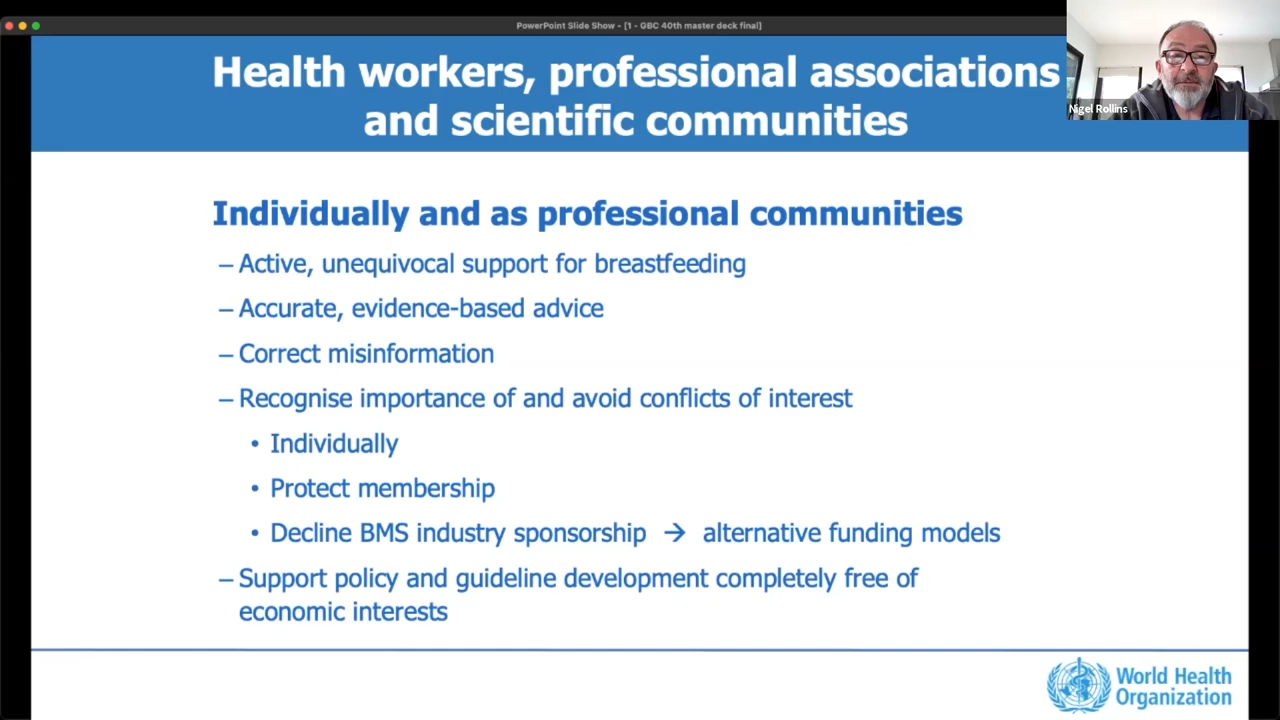 PowerPoint Slide Show - [1 - GBC 40th master deck final]
Health workers, professional associations
and scientific communities
Nigel Rollins
Individually and as professional communities
– Active, unequivocal support for breastfeeding
– Accurate, evidence-based advice
– Correct misinformation
– Recognise importance of and avoid conflicts of interest
• Individually
• Protect membership
• Decline BMS industry sponsorship → alternative funding models
– Support policy and guideline development completely free of
economic interests
World Health
Organization